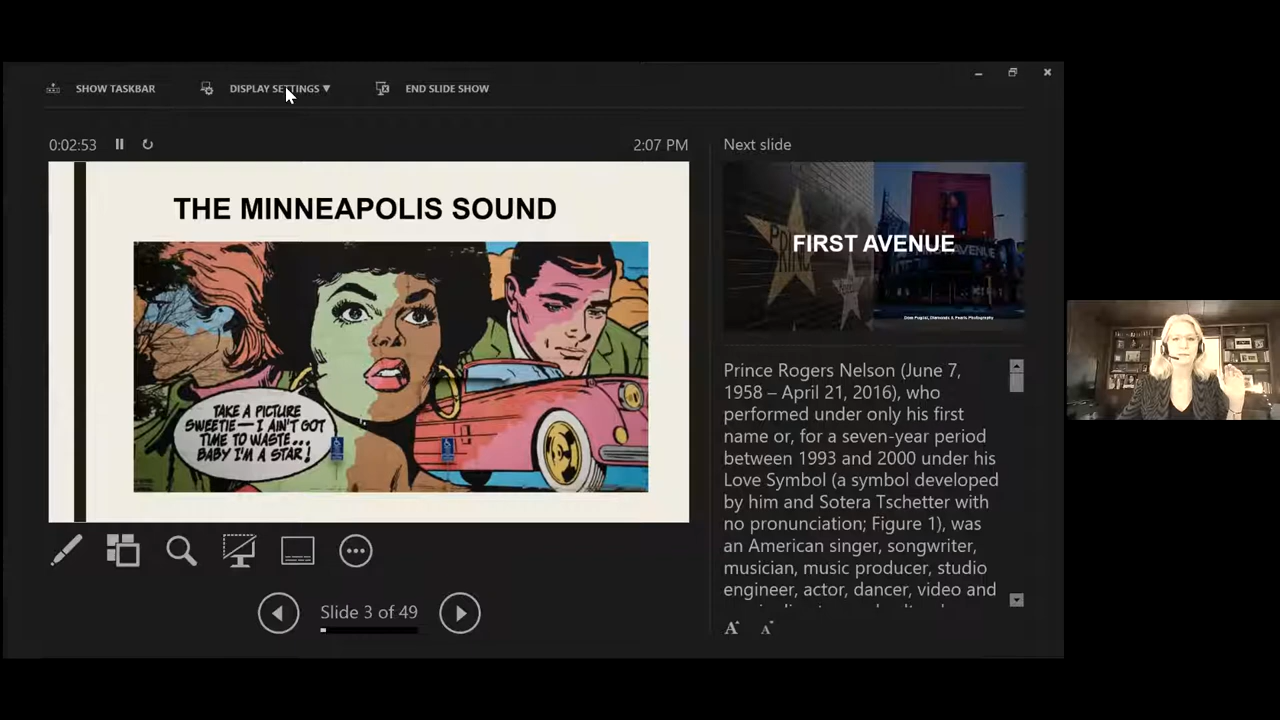 SHOW TASKBAR
DISPLAY SETTINGS ▼
END SLIDE SHOW
0:02:53
2:07 PM
Next slide
THE MINNEAPOLIS SOUND
TAKE A PICTURE
SWEETIE— I AIN'T GOT
TIME TO WASTE...
BABY I'M A STAR!
PRINCE
FIRST AVENUE
Prince Rogers Nelson (June 7,
1958 – April 21, 2016), who
performed under only his first
name or, for a seven-year period
between 1993 and 2000 under his
Love Symbol (a symbol developed
by him and Sotera Tschetter with
no pronunciation; Figure 1), was
an American singer, songwriter,
musician, music producer, studio
engineer, actor, dancer, video and
Slide 3 of 49
A A